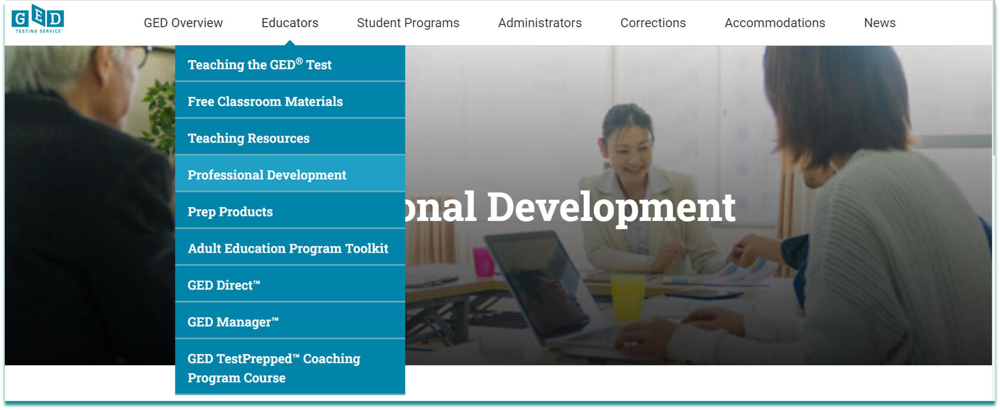 GED
TESTING SERVICE®
GED Overview
Educators
Student Programs
Administrators
Corrections
Accommodations
News
Teaching the GED® Test
Free Classroom Materials
Teaching Resources
Professional Development
Prep Products
onal Development
Adult Education Program Toolkit
GED Direct™
GED Manager™
GED TestPrepped™ Coaching
Program Course